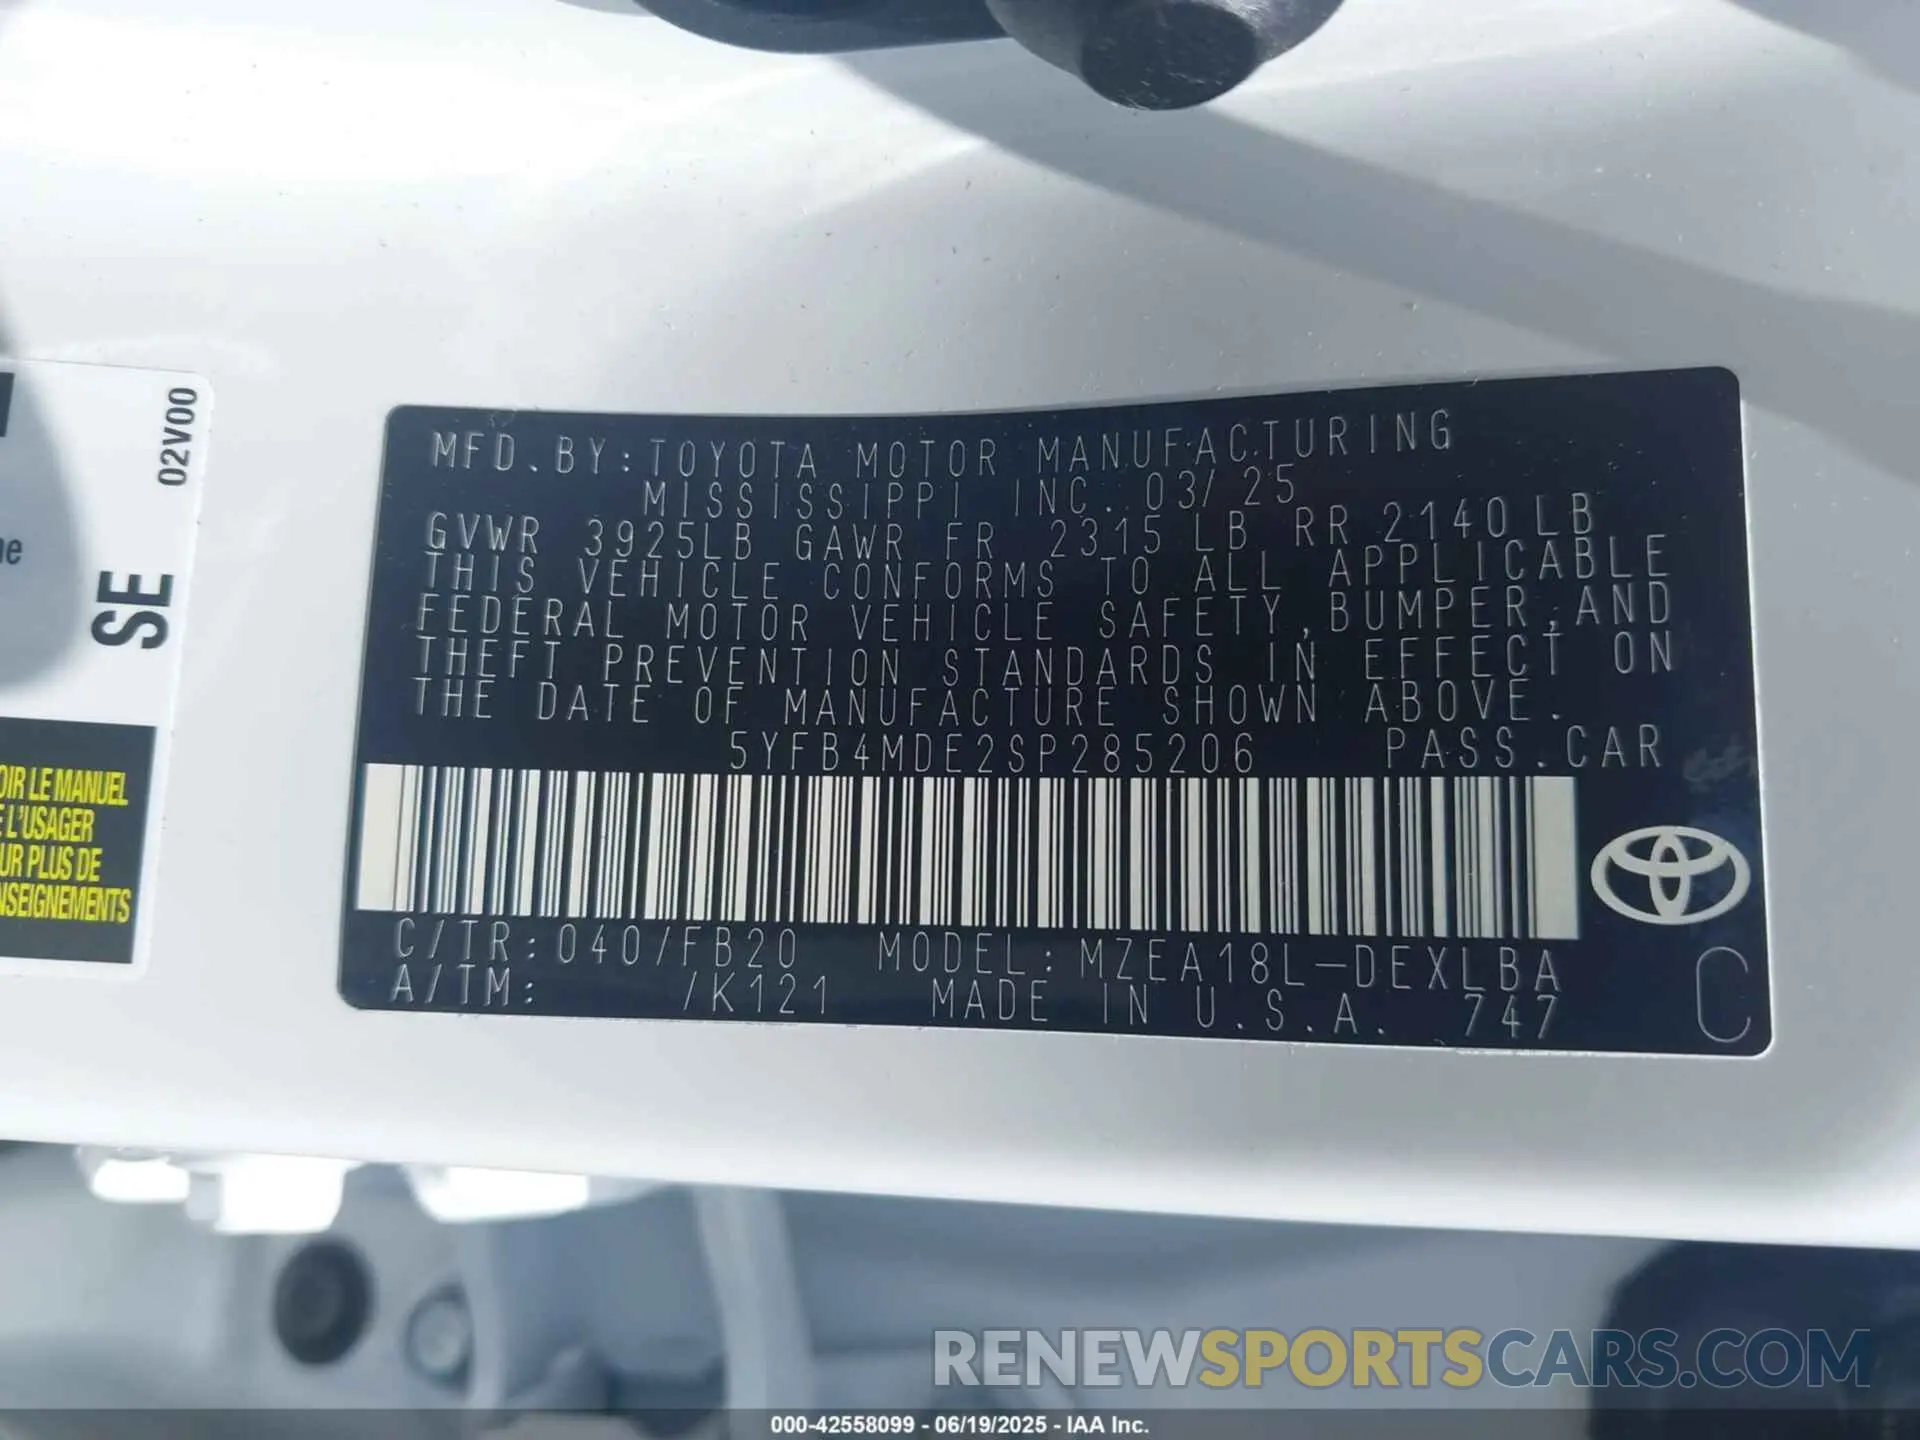 02V00
SE
OIR LE MANUEL
L'USAGER
UR PLUS DE
NSEIGNEMENTS
MFD.BY:TOYOTA MOTOR MANUFACTURING
MISSISSIPPI INC. 03/25
GVWR 3925LB GAWR FR 2315 LB RR 2140LB
THIS VEHICLE CONFORMS TO ALL APPLICABLE
FEDERAL MOTOR VEHICLE SAFETY,BUMPER,AND
THEFT PREVENTION STANDARDS IN EFFECT ON
THE DATE OF MANUFACTURE SHOWN ABOVE.
5YFB4MDE2SP285206 PASS.CAR
C/TR:040/FB20 MODEL:MZEA18L-DEXLBA
A/TM: /K121 MADE IN U.S.A. 747
C
RENEWSPORTSCARS.COM
000-42558099 - 06/19/2025 - IAA Inc.